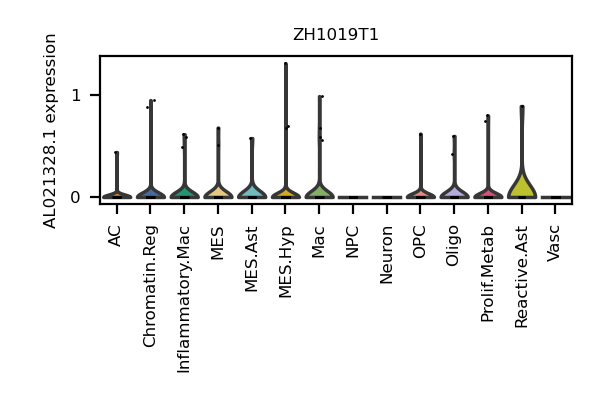 ZH1019T1
AL021328.1 expression
1
0
AC
Chromatin.Reg
Inflammatory.Mac
MES
MES.Ast
MES.Hyp
Mac
NPC
Neuron
OPC
Oligo
Prolif.Metab
Reactive.Ast
Vasc